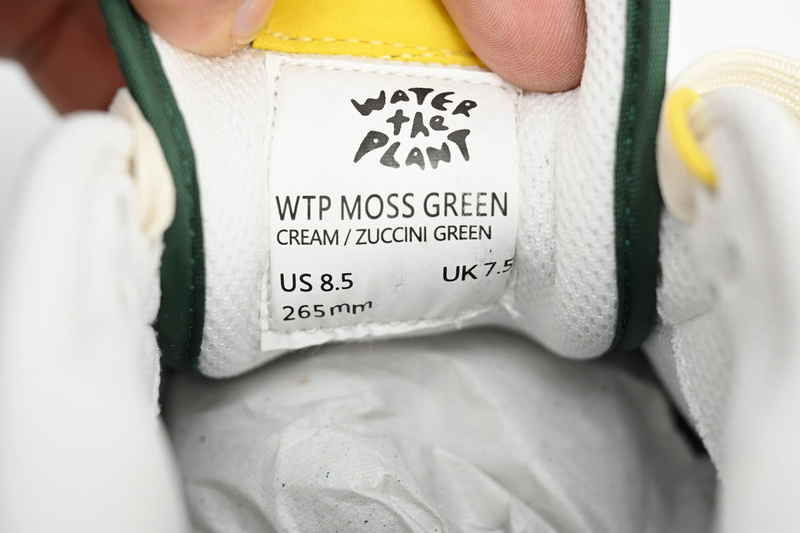 WATER
the
PLANT
WTP MOSS GREEN
CREAM / ZUCCINI GREEN
US 8.5 UK 7.5
265mm